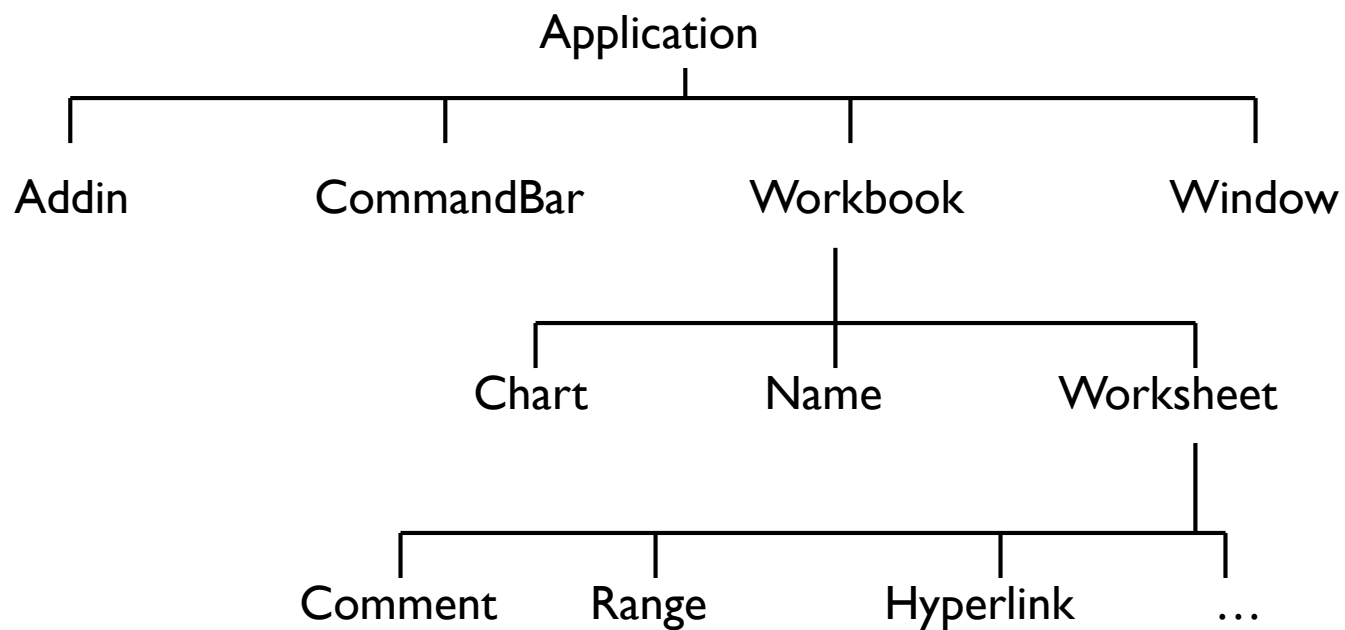 Application
Addin CommandBar Workbook Window
Chart Name Worksheet
Comment Range Hyperlink ...